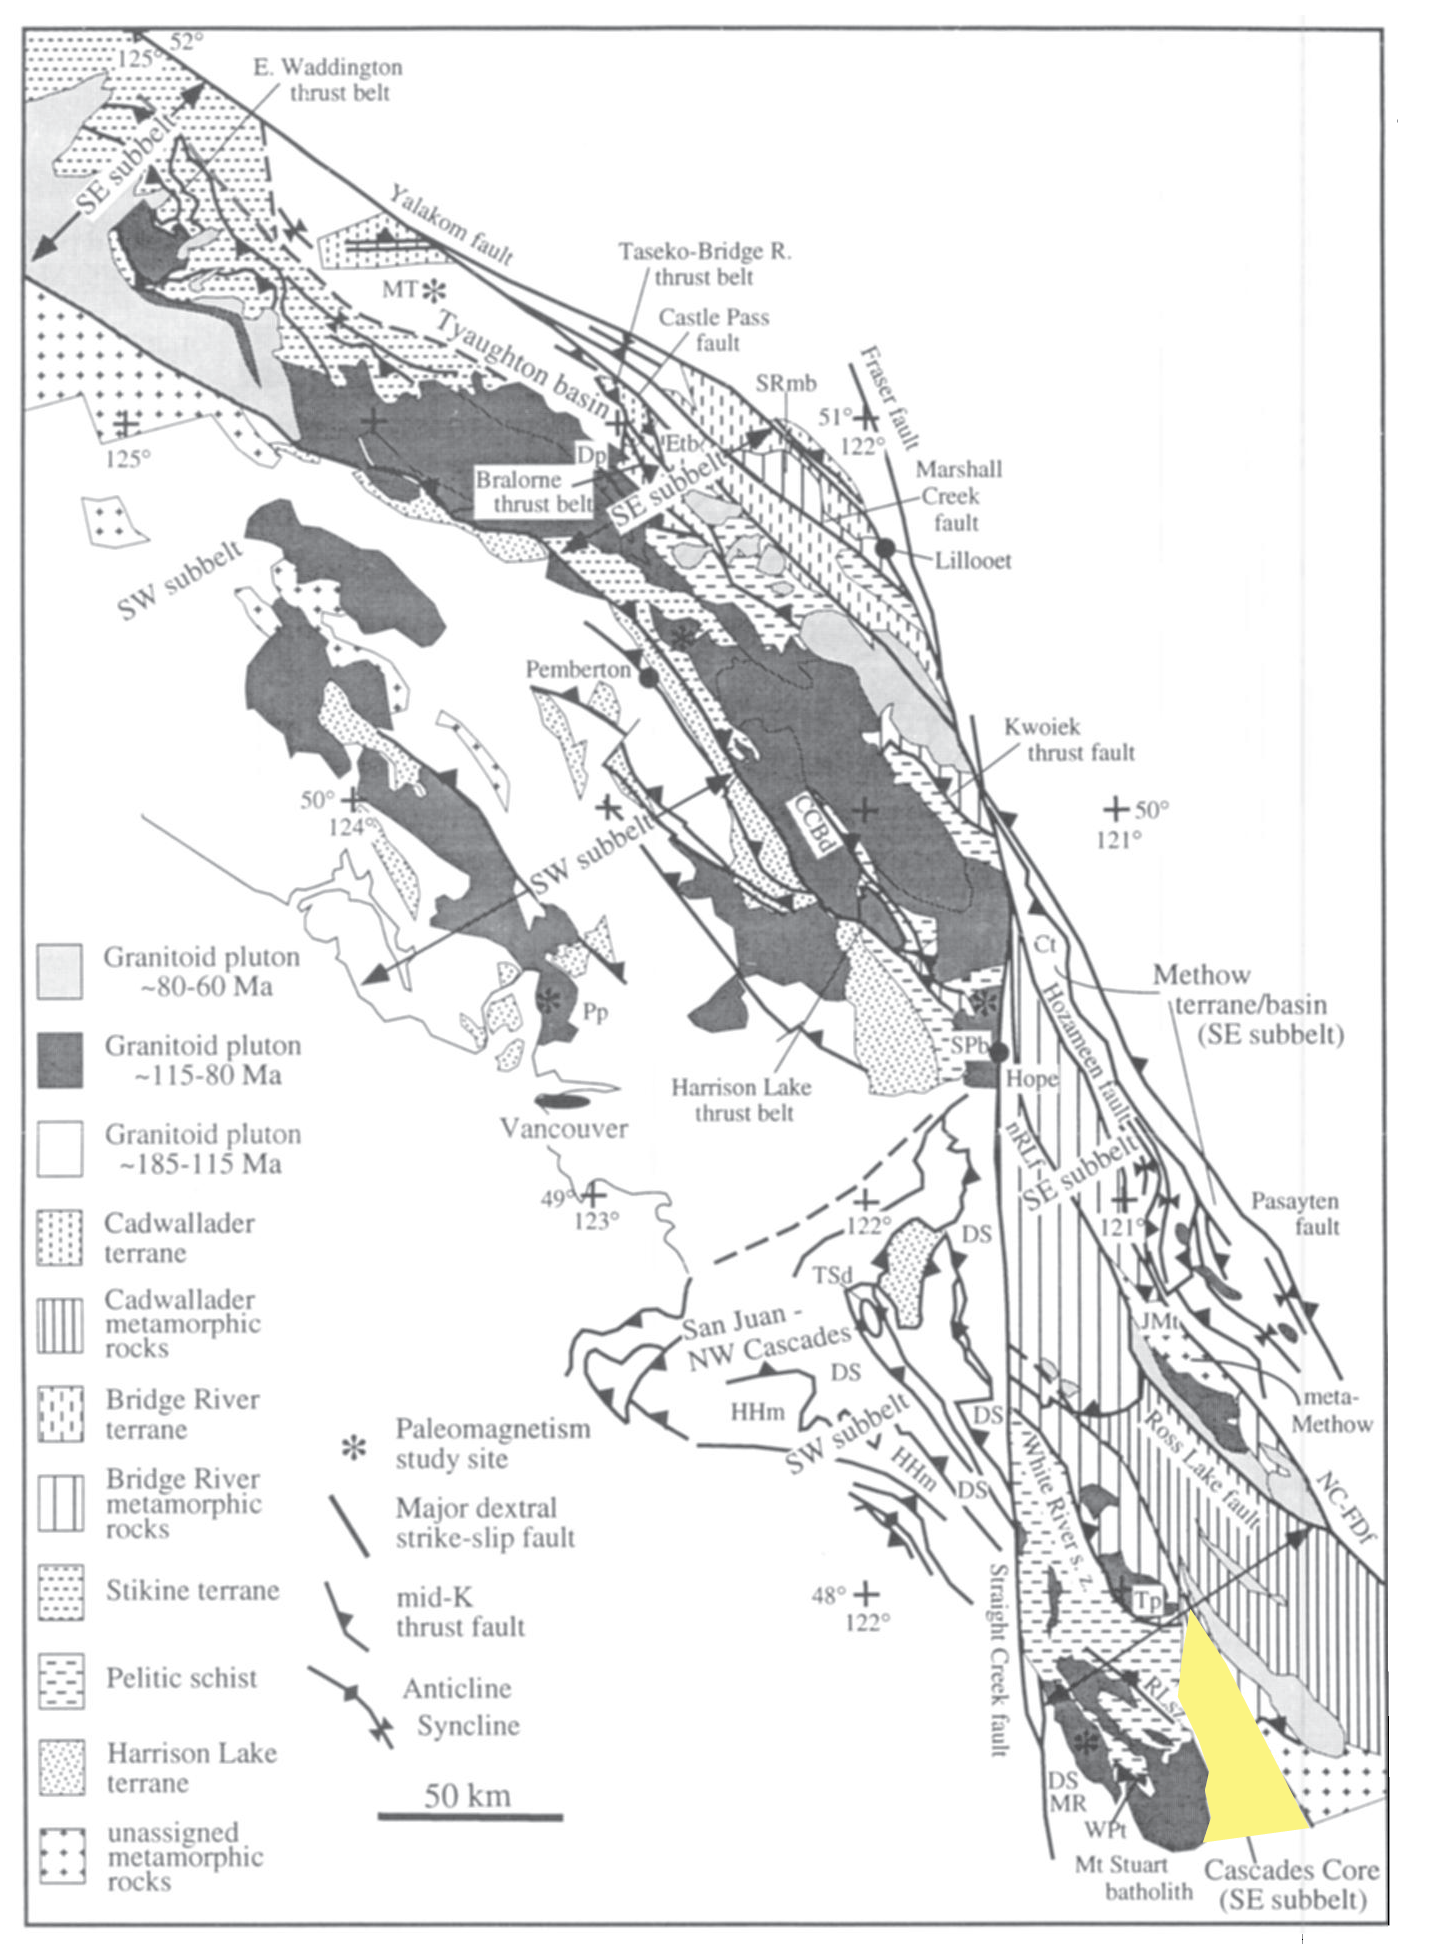 52°
125°
E. Waddington
thrust belt
SE subbelt
Yalakom fault
MT
Taseko-Bridge R.
thrust belt
Castle Pass
fault
Tyaughton basin
SRmb
Fraser fault
51°
122°
125°
Dp
Etb
Bralorne
thrust belt
SE subbelt
Marshall
Creek
fault
Lillooet
SW subbelt
Pemberton
Kwoiek
thrust fault
50°
124°
CCBd
50°
121°
SW subbelt
Ct
Methow
terrane/basin
(SE subbelt)
Hozameen fault
Pp
SPb
Hope
Harrison Lake
thrust belt
Vancouver
nRLf
SE subbelt
49°
123°
122°
121°
Pasayten
fault
DS
TSd
JMt
San Juan -
NW Cascades
DS
meta-
Methow
HHm
SW subbelt
DS
HHm
DS
White River s. z.
Ross Lake fault
NC-FDf
48°
122°
Straight Creek fault
Tp
RLsz
DS
MR
WPt
Mt Stuart
batholith
Cascades Core
(SE subbelt)
Granitoid pluton
~80-60 Ma
Granitoid pluton
~115-80 Ma
Granitoid pluton
~185-115 Ma
Cadwallader
terrane
Cadwallader
metamorphic
rocks
Bridge River
terrane
Bridge River
metamorphic
rocks
Stikine terrane
Pelitic schist
Harrison Lake
terrane
unassigned
metamorphic
rocks
Paleomagnetism
study site
Major dextral
strike-slip fault
mid-K
thrust fault
Anticline
Syncline
50 km